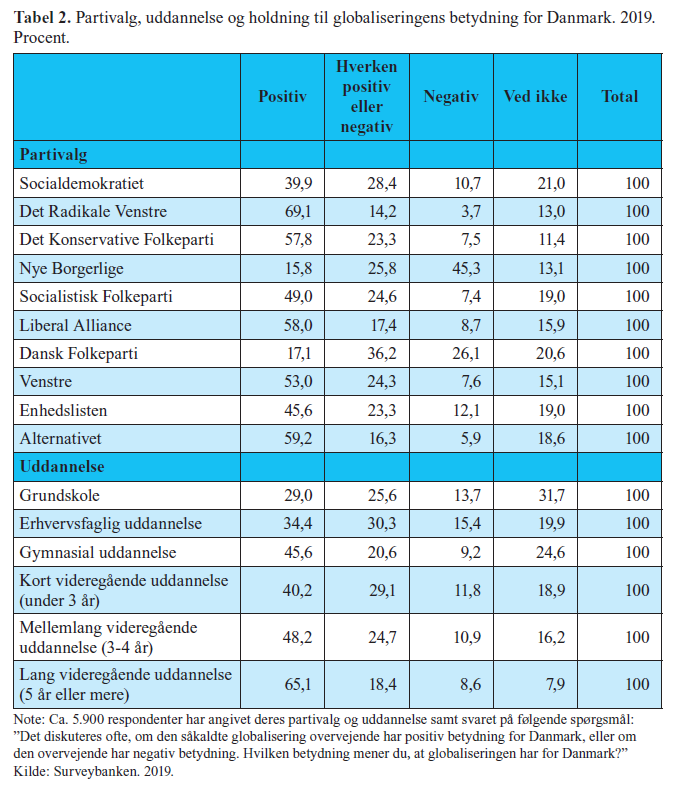 Tabel 2. Partivalg, uddannelse og holdning til globaliseringens betydning for Danmark. 2019.
Procent.
Positiv Hverken positiv eller negativ Negativ Ved ikke Total
Partivalg
Socialdemokratiet 39,9 28,4 10,7 21,0 100
Det Radikale Venstre 69,1 14,2 3,7 13,0 100
Det Konservative Folkeparti 57,8 23,3 7,5 11,4 100
Nye Borgerlige 15,8 25,8 45,3 13,1 100
Socialistisk Folkeparti 49,0 24,6 7,4 19,0 100
Liberal Alliance 58,0 17,4 8,7 15,9 100
Dansk Folkeparti 17,1 36,2 26,1 20,6 100
Venstre 53,0 24,3 7,6 15,1 100
Enhedslisten 45,6 23,3 12,1 19,0 100
Alternativet 59,2 16,3 5,9 18,6 100
Uddannelse
Grundskole 29,0 25,6 13,7 31,7 100
Erhvervsfaglig uddannelse 34,4 30,3 15,4 19,9 100
Gymnasial uddannelse 45,6 20,6 9,2 24,6 100
Kort videregående uddannelse
(under 3 år) 40,2 29,1 11,8 18,9 100
Mellemlang videregående
uddannelse (3-4 år) 48,2 24,7 10,9 16,2 100
Lang videregående uddannelse
(5 år eller mere) 65,1 18,4 8,6 7,9 100
Note: Ca. 5.900 respondenter har angivet deres partivalg og uddannelse samt svaret på følgende spørgsmål:
”Det diskuteres ofte, om den såkaldte globalisering overvejende har positiv betydning for Danmark, eller om
den overvejende har negativ betydning. Hvilken betydning mener du, at globaliseringen har for Danmark?”
Kilde: Surveybanken. 2019.